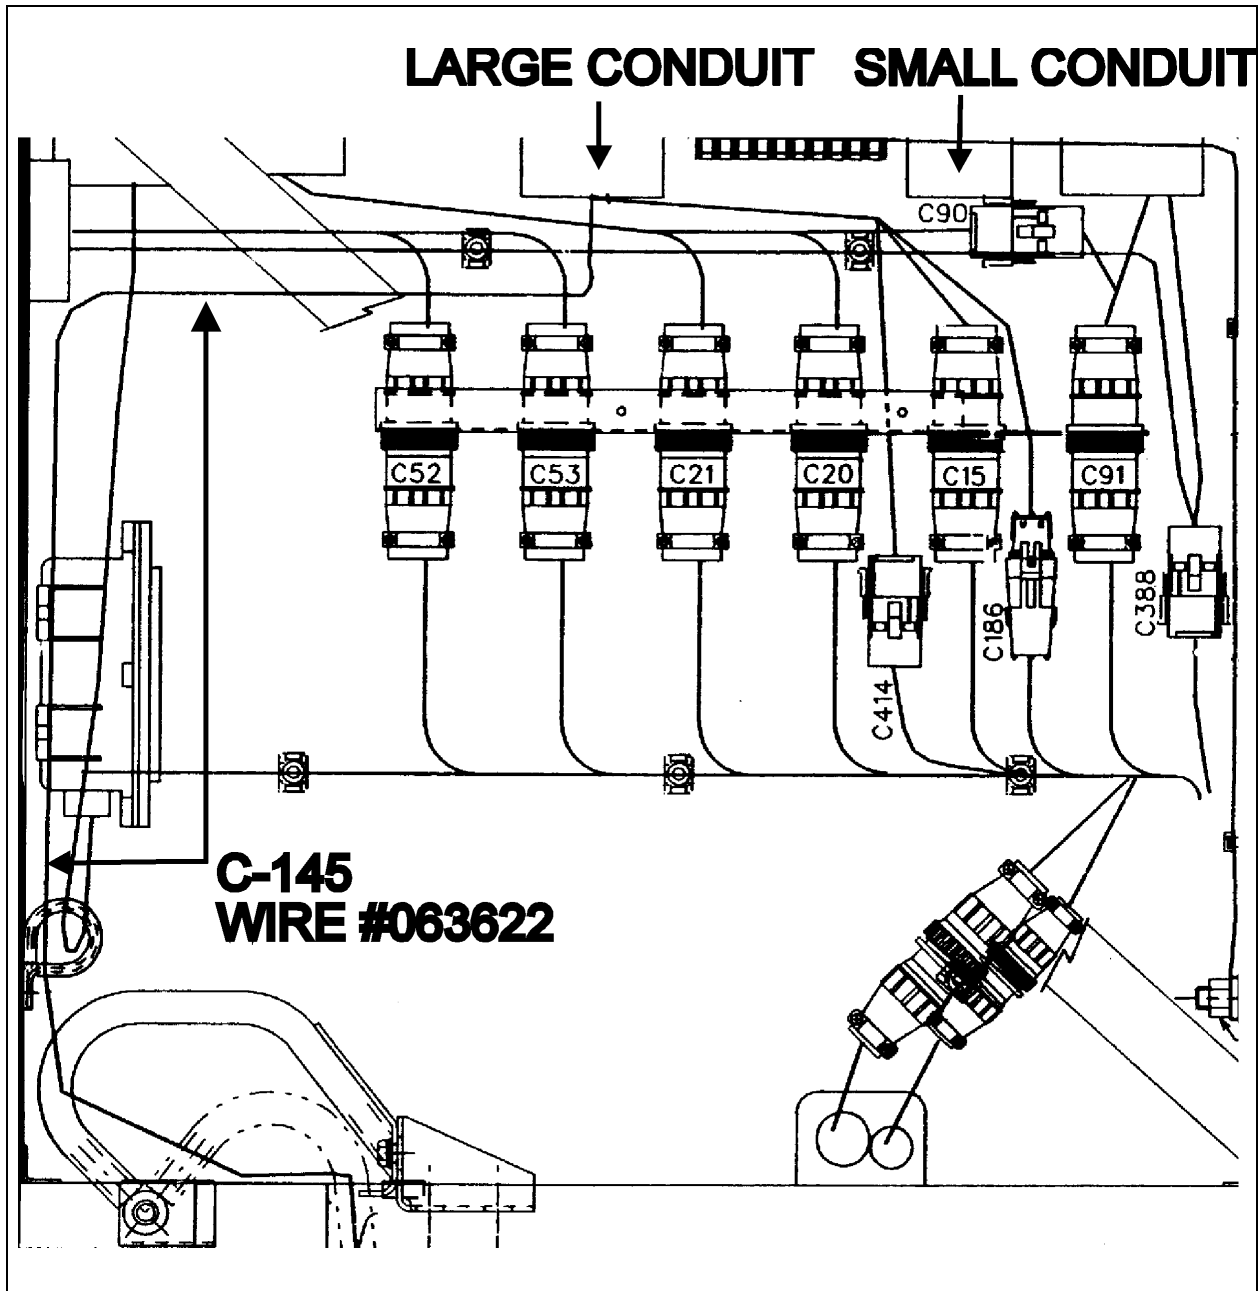 LARGE CONDUIT SMALL CONDUIT
C90
C52 C53 C21 C20 C15 C91
C388
C186
C414
C-145
WIRE #063622